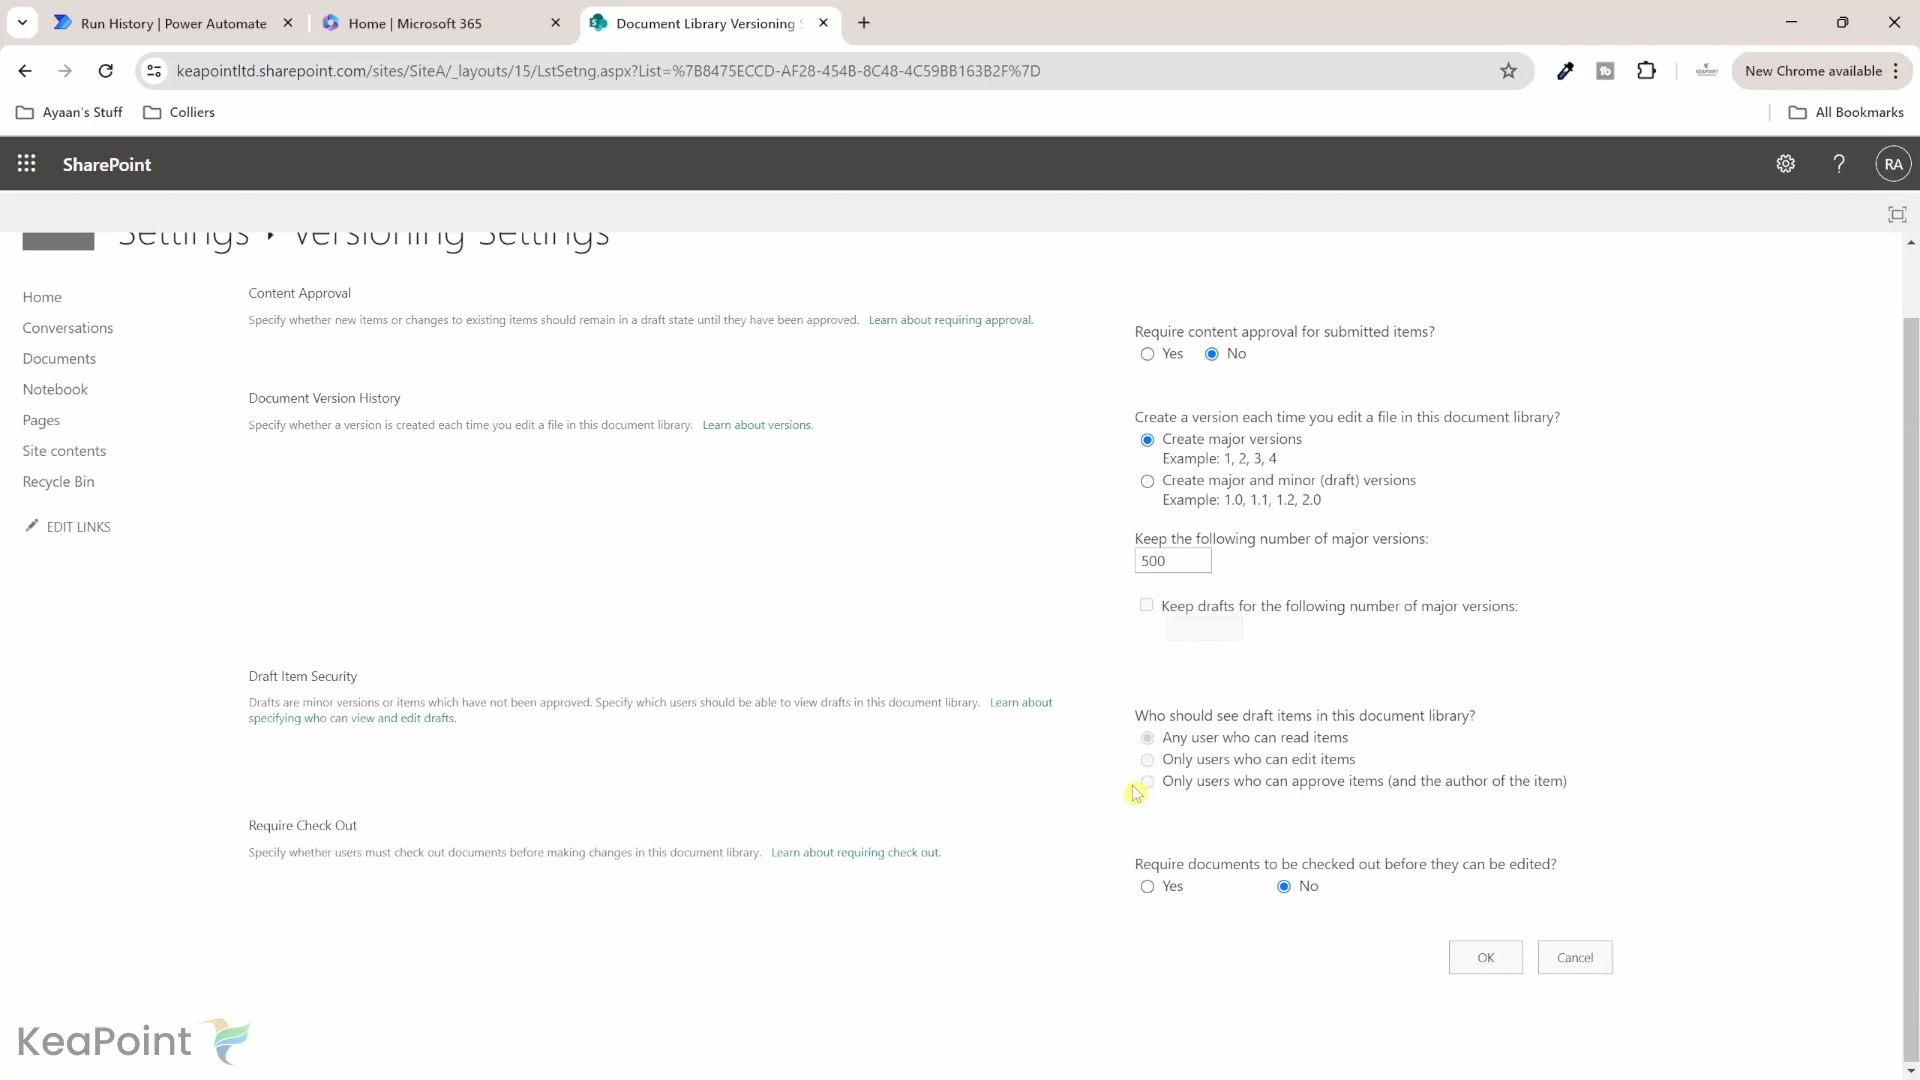 Run History | Power Automate
Home | Microsoft 365
Document Library Versioning
keapointltd.sharepoint.com/sites/SiteA/_layouts/15/LstSetng.aspx?List=%7B8475ECCD-AF28-454B-8C48-4C59BB163B2F%7D
New Chrome available
Ayaan's Stuff
Colliers
All Bookmarks
SharePoint
RA
Settings ‣ Versioning Settings
Home
Conversations
Documents
Notebook
Pages
Site contents
Recycle Bin
EDIT LINKS
Content Approval
Specify whether new items or changes to existing items should remain in a draft state until they have been approved. Learn about requiring approval.
Require content approval for submitted items?
Yes No
Document Version History
Specify whether a version is created each time you edit a file in this document library. Learn about versions.
Create a version each time you edit a file in this document library?
Create major versions
Example: 1, 2, 3, 4
Create major and minor (draft) versions
Example: 1.0, 1.1, 1.2, 2.0
Keep the following number of major versions:
500
Keep drafts for the following number of major versions:
Draft Item Security
Drafts are minor versions or items which have not been approved. Specify which users should be able to view drafts in this document library. Learn about
specifying who can view and edit drafts.
Who should see draft items in this document library?
Any user who can read items
Only users who can edit items
Only users who can approve items (and the author of the item)
Require Check Out
Specify whether users must check out documents before making changes in this document library. Learn about requiring check out.
Require documents to be checked out before they can be edited?
Yes No
OK Cancel
KeaPoint